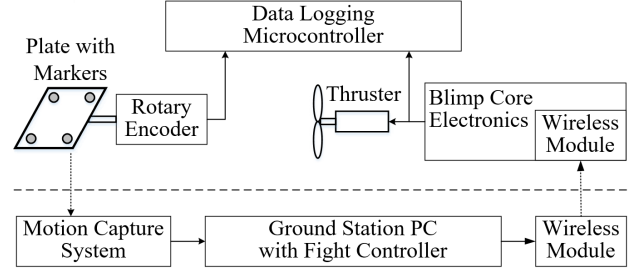 Data Logging
Microcontroller
Plate with
Markers
Rotary
Encoder
Thruster
Blimp Core
Electronics
Wireless
Module
Motion Capture
System
Ground Station PC
with Fight Controller
Wireless
Module